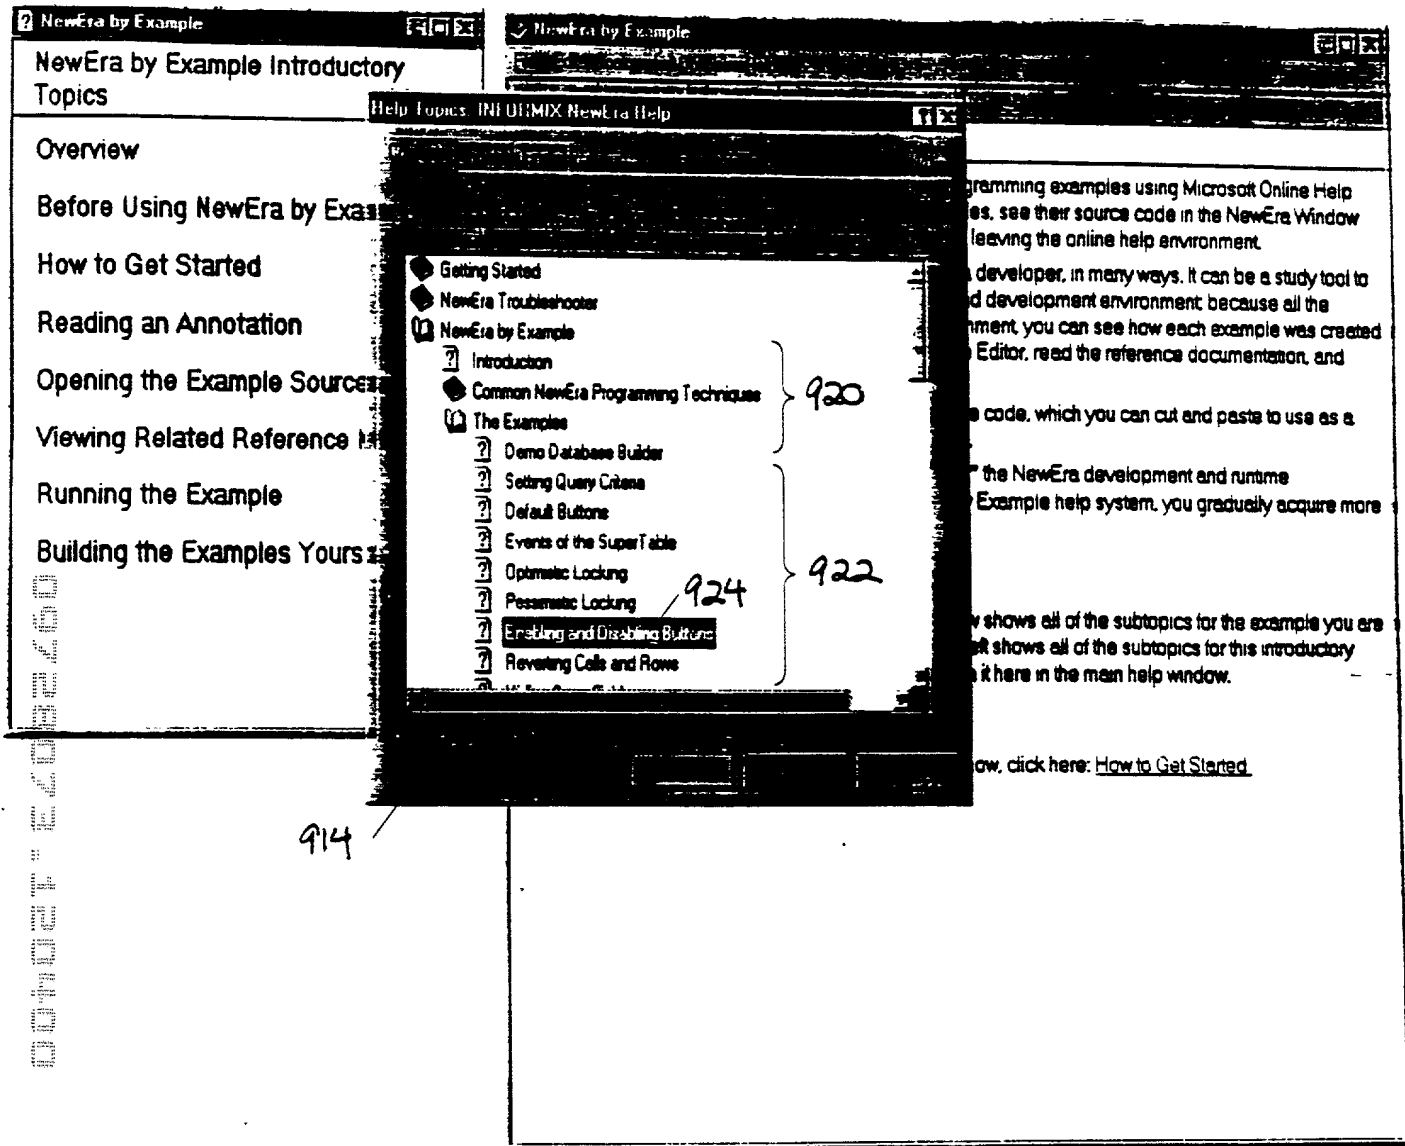 NewEra by Example
NewEra by Example Introductory
Topics
Overview
Before Using NewEra by
How to Get Started
Reading an Annotation
Opening the Example
Viewing Related Reference
Running the Example
Building the Examples
NewEra by Example
gramming examples using Microsoft Online Help
es, see their source code in the NewEra Window
leaving the online help environment.
developer, in many ways. It can be a study tool to
d development environment because all the
nment, you can see how each example was created
Editor, read the reference documentation, and
code, which you can cut and paste to use as a
the NewEra development and runtime
Example help system, you gradually acquire more
shows all of the subtopics for the example you are
shows all of the subtopics for this introductory
it here in the main help window.
ow, click here: How to Get Started
Help Topics: INFORMIX NewEra Help
Getting Started
NewEra Troubleshooter
NewEra by Example
Introduction
Common NewEra Programming Techniques
The Examples
Demo Database Builder
Setting Query Criteria
Default Buttons
Events of the SuperTable
Optimistic Locking
Pessimistic Locking
Enabling and Disabling Buttons
Reverting Cells and Rows
920
922
924
914